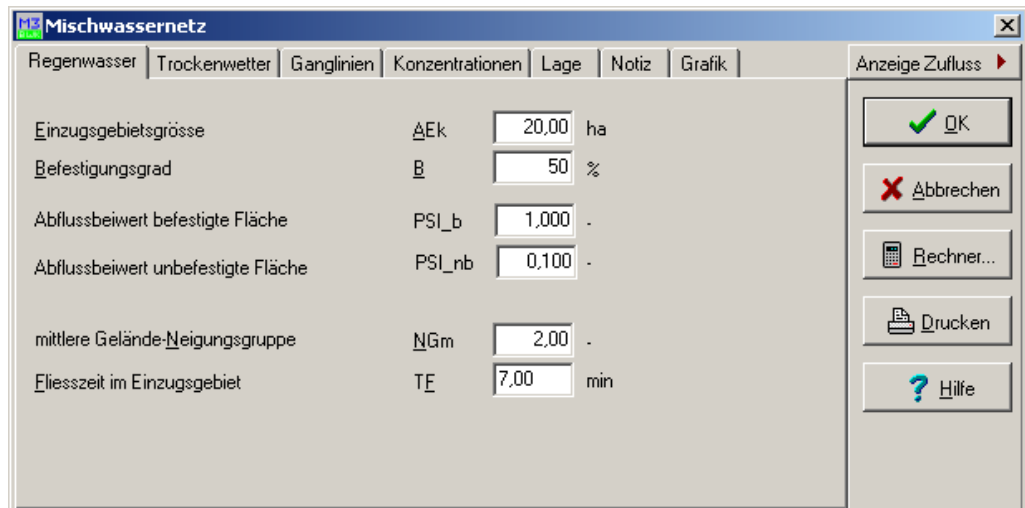 M3 Mischwassernetz
Regenwasser Trockenwetter Ganglinien Konzentrationen Lage Notiz Grafik Anzeige Zufluss
Einzugsgebietsgrösse AEk 20,00 ha
Befestigungsgrad B 50 %
Abflussbeiwert befestigte Fläche PSI_b 1,000 -
Abflussbeiwert unbefestigte Fläche PSI_nb 0,100 -
mittlere Gelände-Neigungsgruppe NGm 2,00 -
Fliesszeit im Einzugsgebiet TF 7,00 min
OK
Abbrechen
Rechner...
Drucken
Hilfe